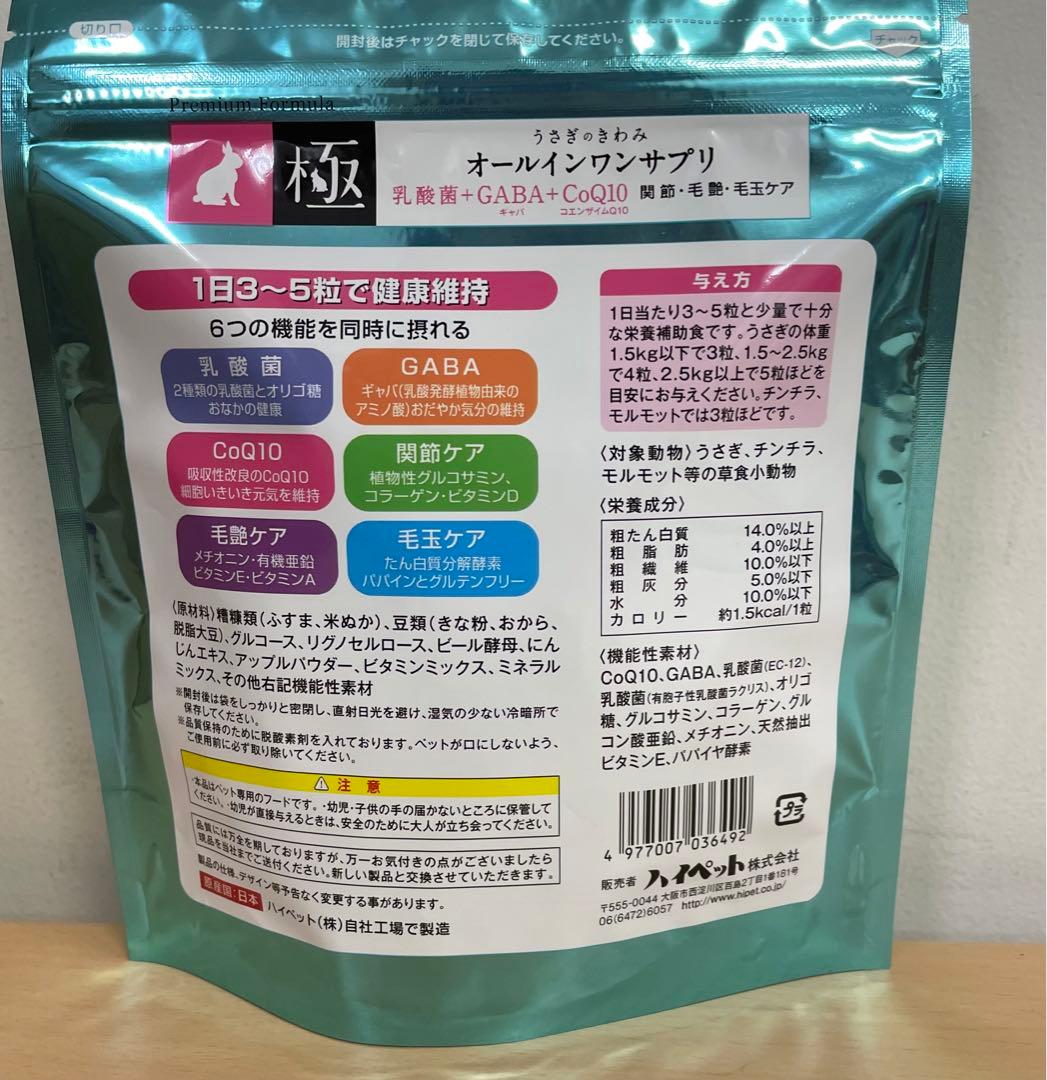 切り口
開封後はチャックを閉じて保存してください。
チャック
Premium Formula
極
うさぎのきわみ
オールインワンサプリ
乳酸菌+GABA+CoQ10 関節・毛艶・毛玉ケア
ギャバ コエンザイムQ10
1日3〜5粒で健康維持
6つの機能を同時に摂れる
乳酸菌
2種類の乳酸菌とオリゴ糖
おなかの健康
GABA
ギャバ(乳酸発酵植物由来の
アミノ酸)おだやか気分の維持
CoQ10
吸収性改良のCoQ10
細胞いきいき元気を維持
関節ケア
植物性グルコサミン、
コラーゲン・ビタミンD
毛艶ケア
メチオニン・有機亜鉛
ビタミンE・ビタミンA
毛玉ケア
たん白質分解酵素
パパインとグルテンフリー
〈原材料〉糟糠類(ふすま、米ぬか)、豆類(きな粉、おから、
脱脂大豆)、グルコース、リグノセルロース、ビール酵母、にん
じんエキス、アップルパウダー、ビタミンミックス、ミネラル
ミックス、その他右記機能性素材
※開封後は袋をしっかりと密閉し、直射日光を避け、湿気の少ない冷暗所で
保存してください。
※品質保持のために脱酸素剤を入れております。ペットが口にしないよう、
ご使用前に必ず取り除いてください。
⚠ 注意
・本品はペット専用のフードです。・幼児・子供の手の届かないところに保管して
ください。・幼児が直接与えるときは、安全のために大人が立ち会ってください。
品質には万全を期しておりますが、万一お気付きの点がございましたら
現品を当社までご送付ください。新しい製品と交換させていただきます。
製品の仕様、デザイン等予告なく変更する事があります。
原産国:日本 ハイペット(株)自社工場で製造
与え方
1日当たり3〜5粒と少量で十分
な栄養補助食です。うさぎの体重
1.5kg以下で3粒、1.5〜2.5kg
で4粒、2.5kg以上で5粒ほどを
目安にお与えください。チンチラ、
モルモットでは3粒ほどです。
〈対象動物〉うさぎ、チンチラ、
モルモット等の草食小動物
〈栄養成分〉
粗たん白質 14.0%以上
粗脂肪 4.0%以上
粗繊維 10.0%以下
粗灰分 5.0%以下
水分 10.0%以下
カロリー 約1.5kcal/1粒
〈機能性素材〉
CoQ10、GABA、乳酸菌(EC-12)、
乳酸菌(有胞子性乳酸菌ラクリス)、オリゴ
糖、グルコサミン、コラーゲン、グル
コン酸亜鉛、メチオニン、天然抽出
ビタミンE、パパイヤ酵素
4 977007 036492
プラ
販売者 ハイペット株式会社
〒555-0044 大阪市西淀川区百島2丁目1番181号
06(6472)6057 http://www.hipet.co.jp/